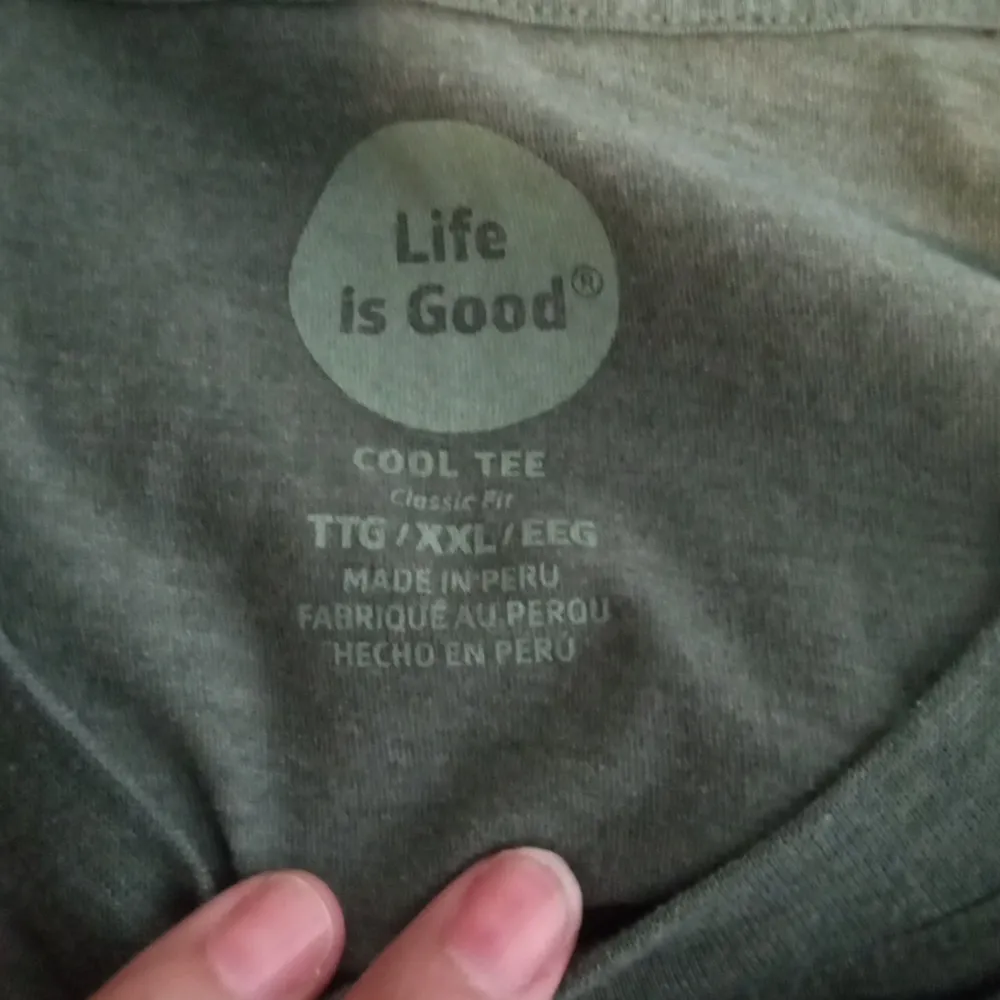 Life
is Good®
COOL TEE
Classic Fit
TTG/XXL/EEG
MADE IN PERU
FABRIQUÉ AU PEROU
HECHO EN PERÚ